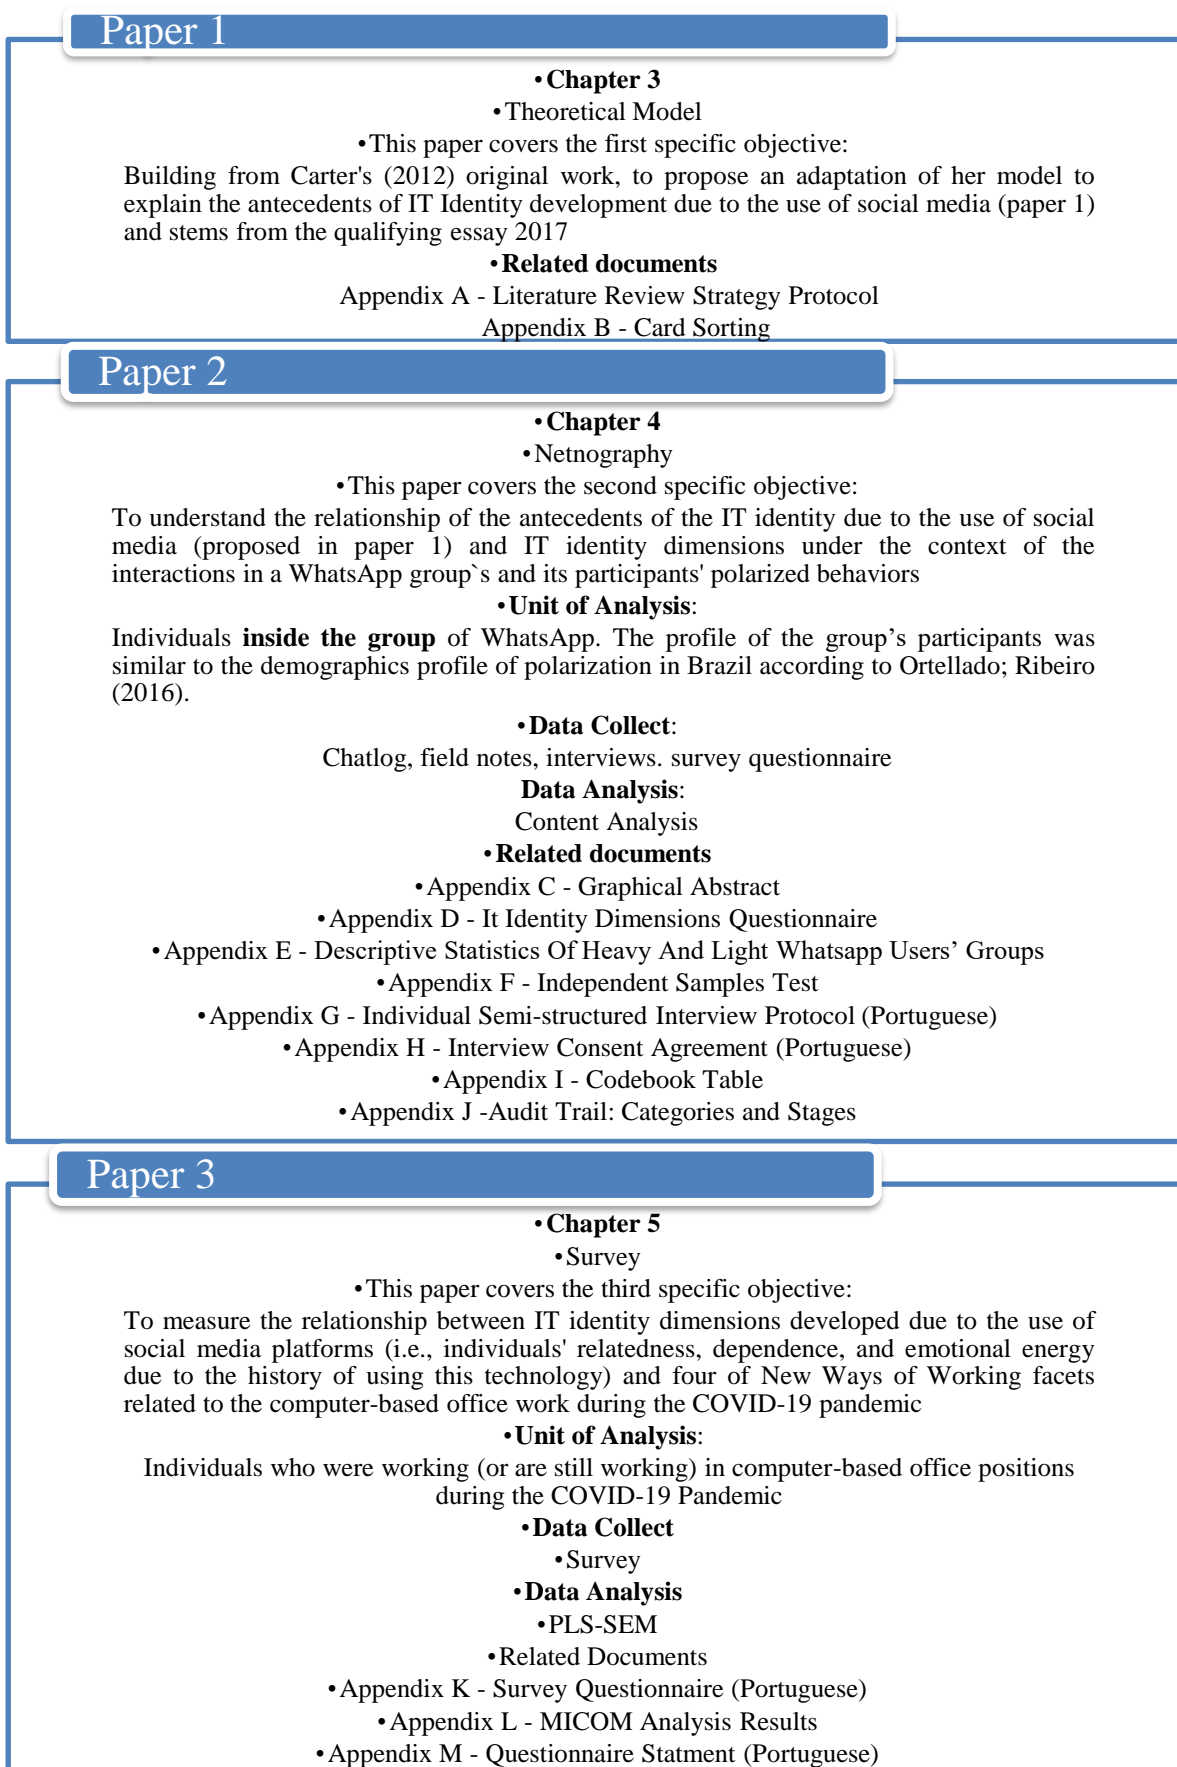 Paper 1
•Chapter 3
•Theoretical Model
•This paper covers the first specific objective:
Building from Carter's (2012) original work, to propose an adaptation of her model to
explain the antecedents of IT Identity development due to the use of social media (paper 1)
and stems from the qualifying essay 2017
•Related documents
Appendix A - Literature Review Strategy Protocol
Appendix B - Card Sorting
Paper 2
•Chapter 4
•Netnography
•This paper covers the second specific objective:
To understand the relationship of the antecedents of the IT identity due to the use of social
media (proposed in paper 1) and IT identity dimensions under the context of the
interactions in a WhatsApp group`s and its participants' polarized behaviors
•Unit of Analysis:
Individuals inside the group of WhatsApp. The profile of the group’s participants was
similar to the demographics profile of polarization in Brazil according to Ortellado; Ribeiro
(2016).
•Data Collect:
Chatlog, field notes, interviews. survey questionnaire
Data Analysis:
Content Analysis
•Related documents
•Appendix C - Graphical Abstract
•Appendix D - It Identity Dimensions Questionnaire
•Appendix E - Descriptive Statistics Of Heavy And Light Whatsapp Users’ Groups
•Appendix F - Independent Samples Test
•Appendix G - Individual Semi-structured Interview Protocol (Portuguese)
•Appendix H - Interview Consent Agreement (Portuguese)
•Appendix I - Codebook Table
•Appendix J -Audit Trail: Categories and Stages
Paper 3
•Chapter 5
•Survey
•This paper covers the third specific objective:
To measure the relationship between IT identity dimensions developed due to the use of
social media platforms (i.e., individuals' relatedness, dependence, and emotional energy
due to the history of using this technology) and four of New Ways of Working facets
related to the computer-based office work during the COVID-19 pandemic
•Unit of Analysis:
Individuals who were working (or are still working) in computer-based office positions
during the COVID-19 Pandemic
•Data Collect
•Survey
•Data Analysis
•PLS-SEM
•Related Documents
•Appendix K - Survey Questionnaire (Portuguese)
•Appendix L - MICOM Analysis Results
•Appendix M - Questionnaire Statment (Portuguese)